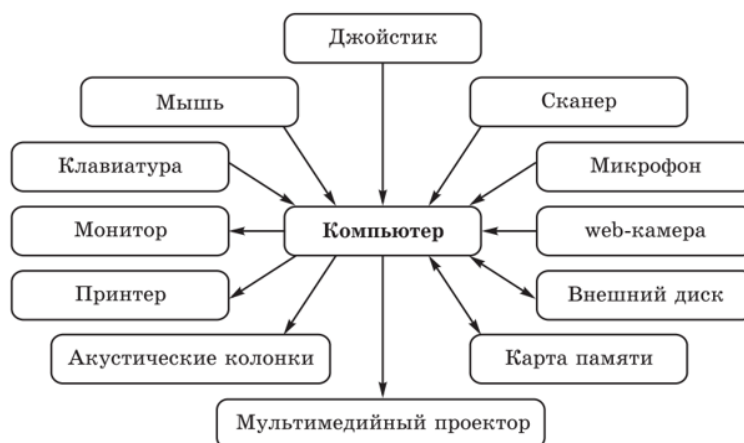 Джойстик
Мышь
Сканер
Клавиатура
Микрофон
Монитор
Компьютер
web-камера
Принтер
Внешний диск
Акустические колонки
Карта памяти
Мультимедийный проектор